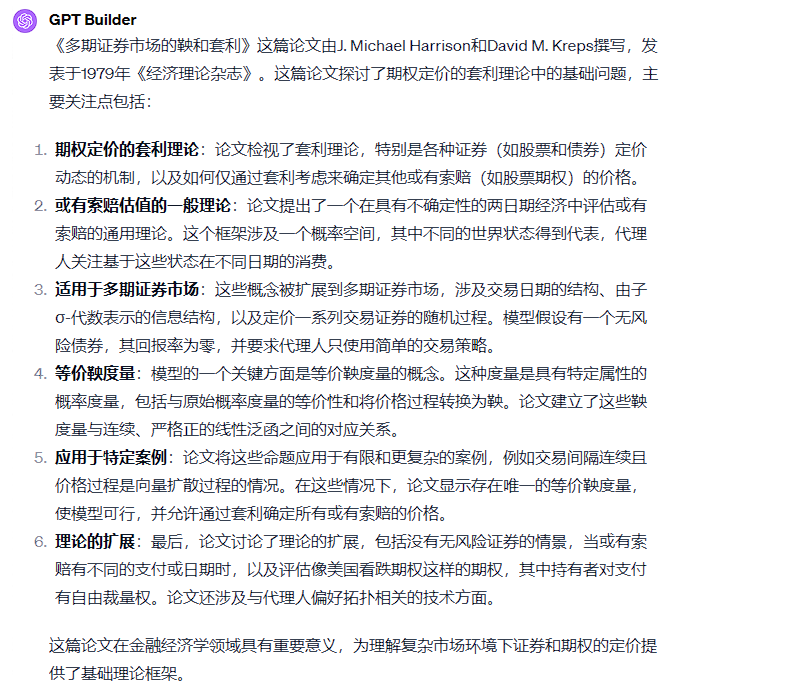 GPT Builder
《多期证券市场的鞅和套利》这篇论文由J. Michael Harrison和David M. Kreps撰写，发
表于1979年《经济理论杂志》。这篇论文探讨了期权定价的套利理论中的基础问题，主
要关注点包括：
1. 期权定价的套利理论：论文检视了套利理论，特别是各种证券（如股票和债券）定价
动态的机制，以及如何仅通过套利考虑来确定其他或有索赔（如股票期权）的价格。
2. 或有索赔估值的一般理论：论文提出了一个在具有不确定性的两日期经济中评估或有
索赔的通用理论。这个框架涉及一个概率空间，其中不同的世界状态得到代表，代理
人关注基于这些状态在不同日期的消费。
3. 适用于多期证券市场：这些概念被扩展到多期证券市场，涉及交易日期的结构、由子
σ-代数表示的信息结构，以及定价一系列交易证券的随机过程。模型假设有一个无风
险债券，其回报率为零，并要求代理人只使用简单的交易策略。
4. 等价鞅度量：模型的一个关键方面是等价鞅度量的概念。这种度量是具有特定属性的
概率度量，包括与原始概率度量的等价性和将价格过程转换为鞅。论文建立了这些鞅
度量与连续、严格正的线性泛函之间的对应关系。
5. 应用于特定案例：论文将这些命题应用于有限和更复杂的案例，例如交易间隔连续且
价格过程是向量扩散过程的情况。在这些情况下，论文显示存在唯一的等价鞅度量，
使模型可行，并允许通过套利确定所有或有索赔的价格。
6. 理论的扩展：最后，论文讨论了理论的扩展，包括没有无风险证券的情景，当或有索
赔有不同的支付或日期时，以及评估像美国看跌期权这样的期权，其中持有者对支付
有自由裁量权。论文还涉及与代理人偏好拓扑相关的技术方面。
这篇论文在金融经济学领域具有重要意义，为理解复杂市场环境下证券和期权的定价提
供了基础理论框架。